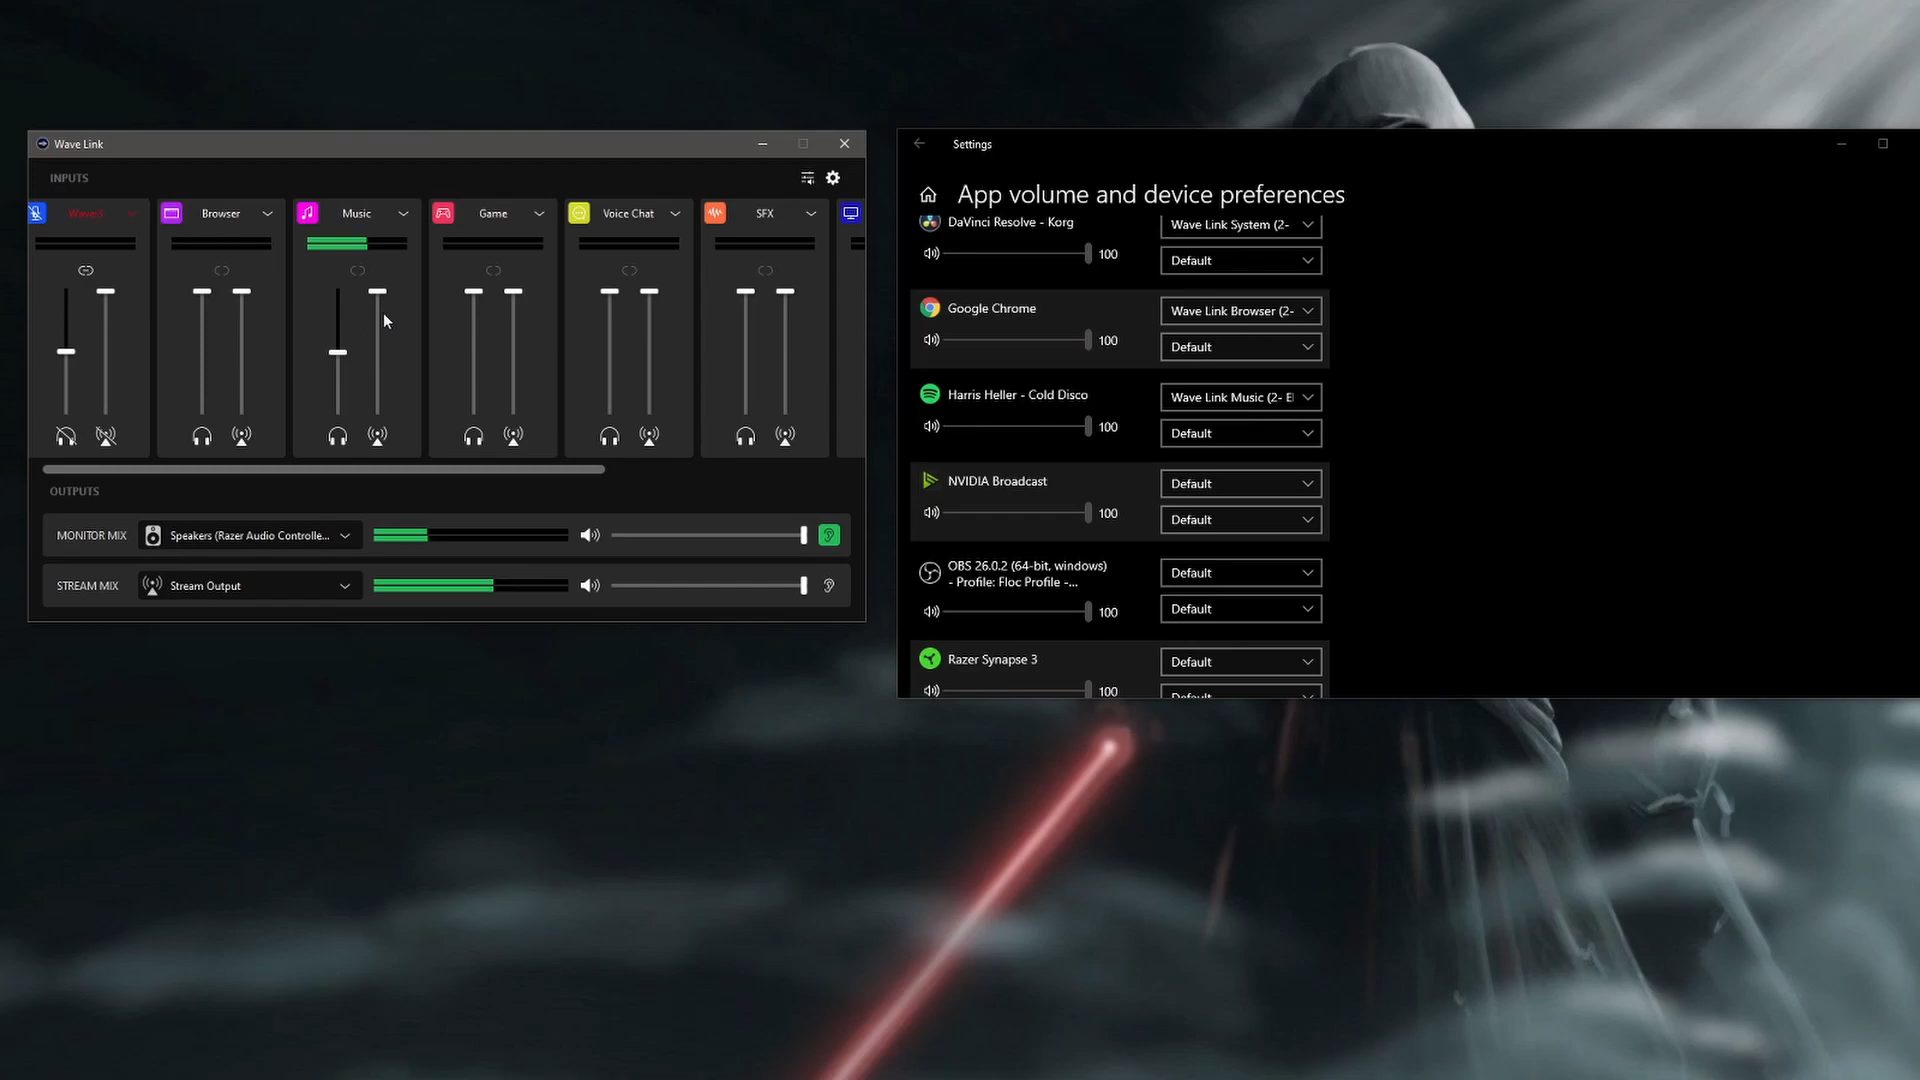 Wave Link
INPUTS
Wave:3
Browser
Music
Game
Voice Chat
SFX
OUTPUTS
MONITOR MIX
Speakers (Razer Audio Controlle...
STREAM MIX
Stream Output
Settings
App volume and device preferences
DaVinci Resolve - Korg
Wave Link System (2-
100
Default
Google Chrome
Wave Link Browser (2-
100
Default
Harris Heller - Cold Disco
Wave Link Music (2- El
100
Default
NVIDIA Broadcast
Default
100
Default
OBS 26.0.2 (64-bit, windows)
- Profile: Floc Profile -...
Default
100
Default
Razer Synapse 3
Default
100
Default